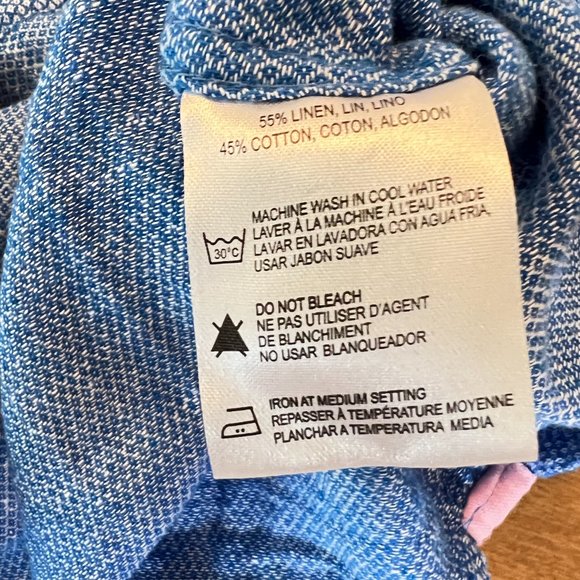 55% LINEN, LIN, LINO
45% COTTON, COTON, ALGODON
MACHINE WASH IN COOL WATER
LAVER À LA MACHINE À L'EAU FROIDE
LAVAR EN LAVADORA CON AGUA FRIA,
USAR JABON SUAVE
30°C
DO NOT BLEACH
NE PAS UTILISER D'AGENT
DE BLANCHIMENT
NO USAR BLANQUEADOR
IRON AT MEDIUM SETTING
REPASSER À TEMPÉRATURE MOYENNE
PLANCHAR A TEMPERATURA MEDIA